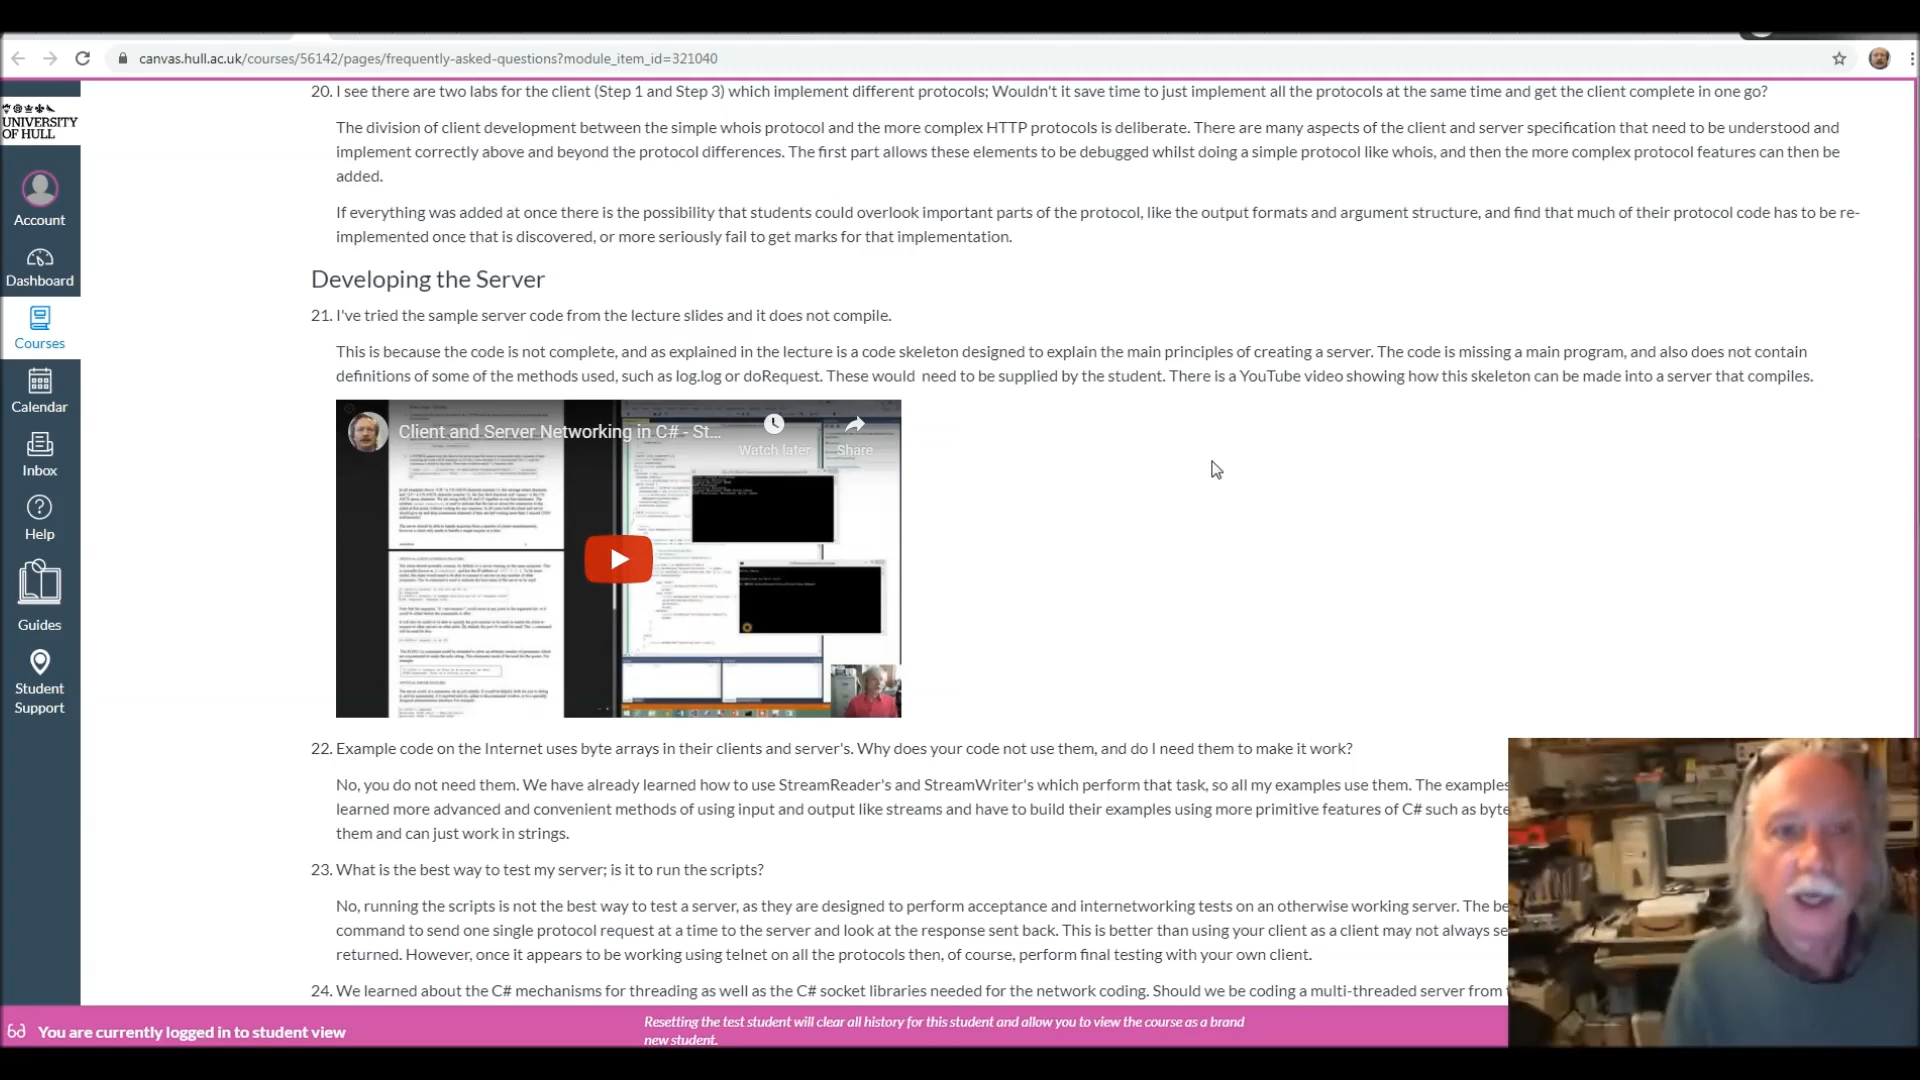 canvas.hull.ac.uk/courses/56142/pages/frequently-asked-questions?module_item_id=321040
UNIVERSITY
OF HULL
Account
Dashboard
Courses
Calendar
Inbox
Help
Guides
Student
Support
20. I see there are two labs for the client (Step 1 and Step 3) which implement different protocols; Wouldn't it save time to just implement all the protocols at the same time and get the client complete in one go?
The division of client development between the simple whois protocol and the more complex HTTP protocols is deliberate. There are many aspects of the client and server specification that need to be understood and
implement correctly above and beyond the protocol differences. The first part allows these elements to be debugged whilst doing a simple protocol like whois, and then the more complex protocol features can then be
added.
If everything was added at once there is the possibility that students could overlook important parts of the protocol, like the output formats and argument structure, and find that much of their protocol code has to be re-
implemented once that is discovered, or more seriously fail to get marks for that implementation.
Developing the Server
21. I've tried the sample server code from the lecture slides and it does not compile.
This is because the code is not complete, and as explained in the lecture is a code skeleton designed to explain the main principles of creating a server. The code is missing a main program, and also does not contain
definitions of some of the methods used, such as log.log or doRequest. These would need to be supplied by the student. There is a YouTube video showing how this skeleton can be made into a server that compiles.
Client and Server Networking in C# - St...
Watch later
Share
22. Example code on the Internet uses byte arrays in their clients and server's. Why does your code not use them, and do I need them to make it work?
No, you do not need them. We have already learned how to use StreamReader's and StreamWriter's which perform that task, so all my examples use them. The examples
learned more advanced and convenient methods of using input and output like streams and have to build their examples using more primitive features of C# such as byte
them and can just work in strings.
23. What is the best way to test my server; is it to run the scripts?
No, running the scripts is not the best way to test a server, as they are designed to perform acceptance and internetworking tests on an otherwise working server. The be
command to send one single protocol request at a time to the server and look at the response sent back. This is better than using your client as a client may not always se
returned. However, once it appears to be working using telnet on all the protocols then, of course, perform final testing with your own client.
24. We learned about the C# mechanisms for threading as well as the C# socket libraries needed for the network coding. Should we be coding a multi-threaded server from
You are currently logged in to student view
Resetting the test student will clear all history for this student and allow you to view the course as a brand
new student.